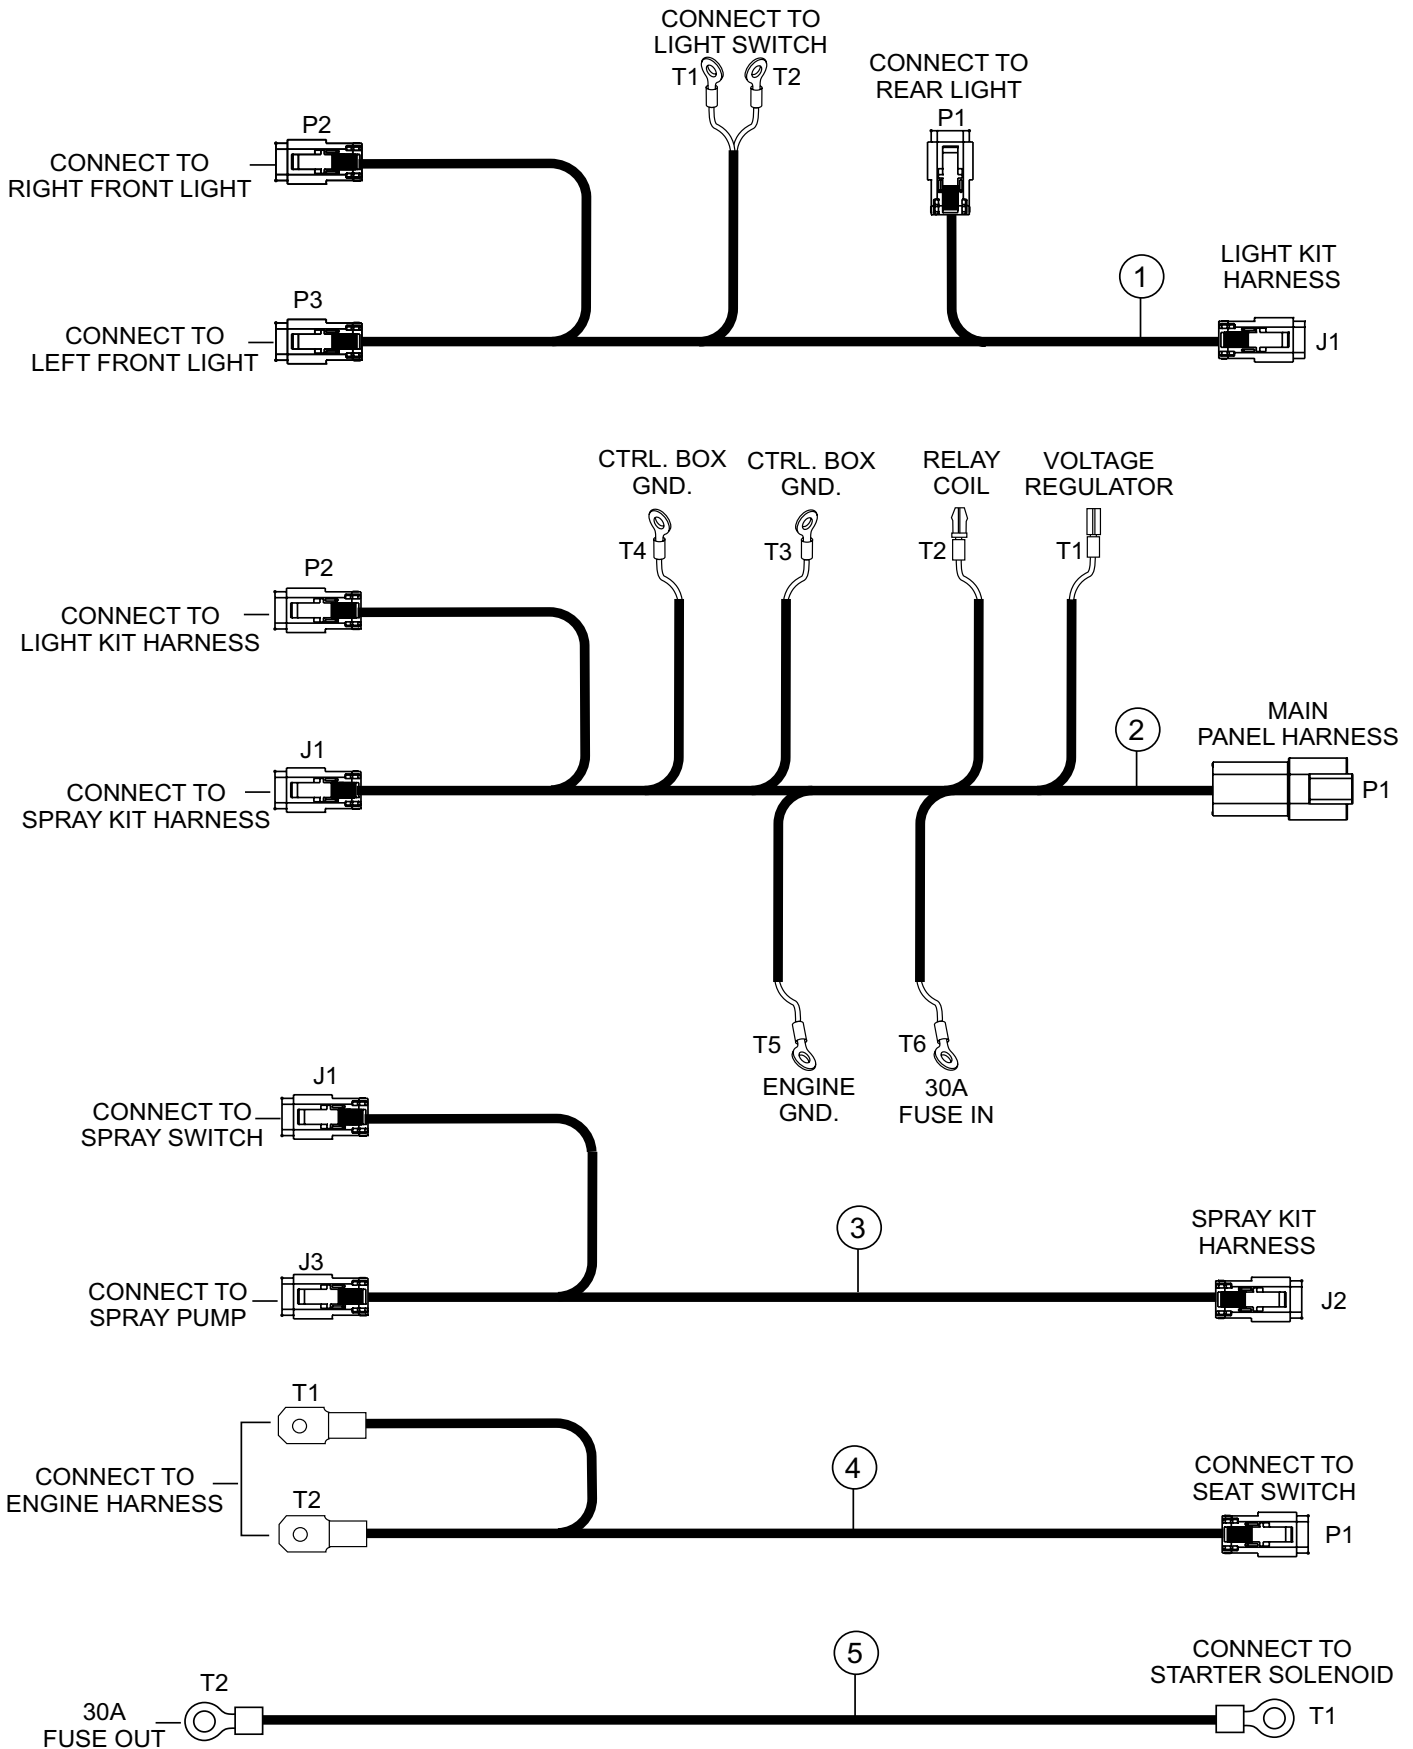 CONNECT TO
LIGHT SWITCH
T1
T2
CONNECT TO
REAR LIGHT
P1
P2
CONNECT TO
RIGHT FRONT LIGHT
LIGHT KIT
HARNESS
1
P3
CONNECT TO
LEFT FRONT LIGHT
J1
CTRL. BOX
GND.
CTRL. BOX
GND.
RELAY
COIL
VOLTAGE
REGULATOR
T4
T3
T2
T1
P2
CONNECT TO
LIGHT KIT HARNESS
MAIN
PANEL HARNESS
2
J1
CONNECT TO
SPRAY KIT HARNESS
P1
T5
T6
ENGINE
GND.
30A
FUSE IN
J1
CONNECT TO
SPRAY SWITCH
3
SPRAY KIT
HARNESS
J3
CONNECT TO
SPRAY PUMP
J2
T1
CONNECT TO
ENGINE HARNESS
4
CONNECT TO
SEAT SWITCH
T2
P1
5
CONNECT TO
STARTER SOLENOID
T2
30A
FUSE OUT
T1